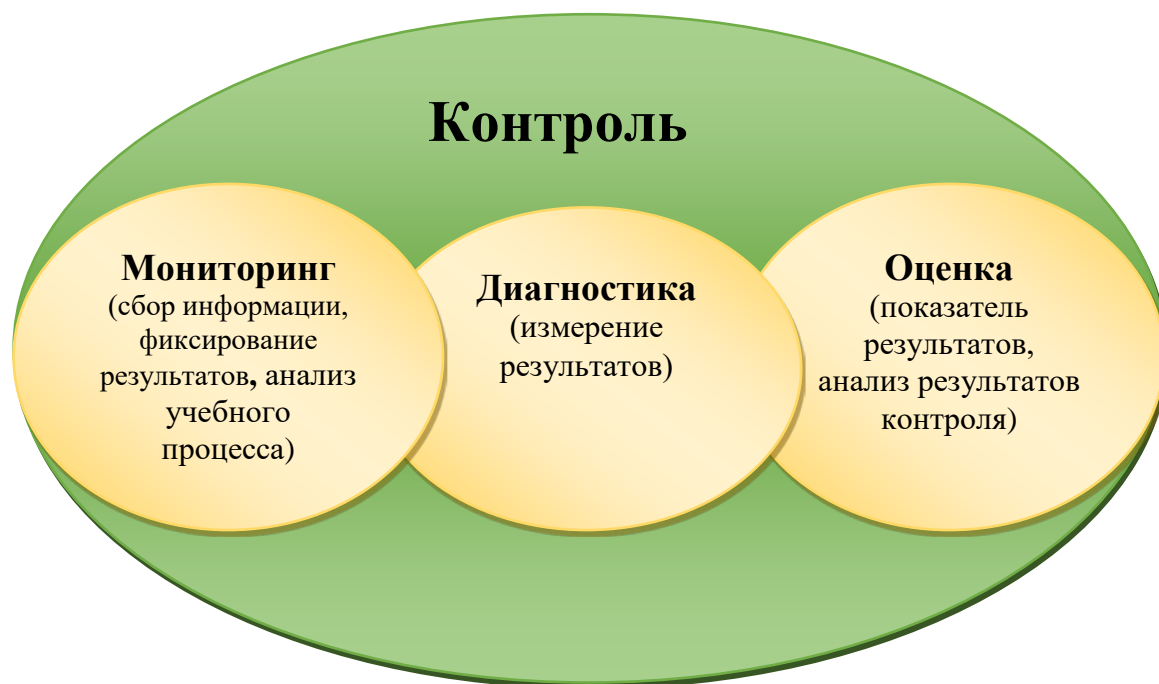 Контроль
Мониторинг
(сбор информации,
фиксирование
результатов, анализ
учебного
процесса)
Диагностика
(измерение
результатов)
Оценка
(показатель
результатов,
анализ результатов
контроля)